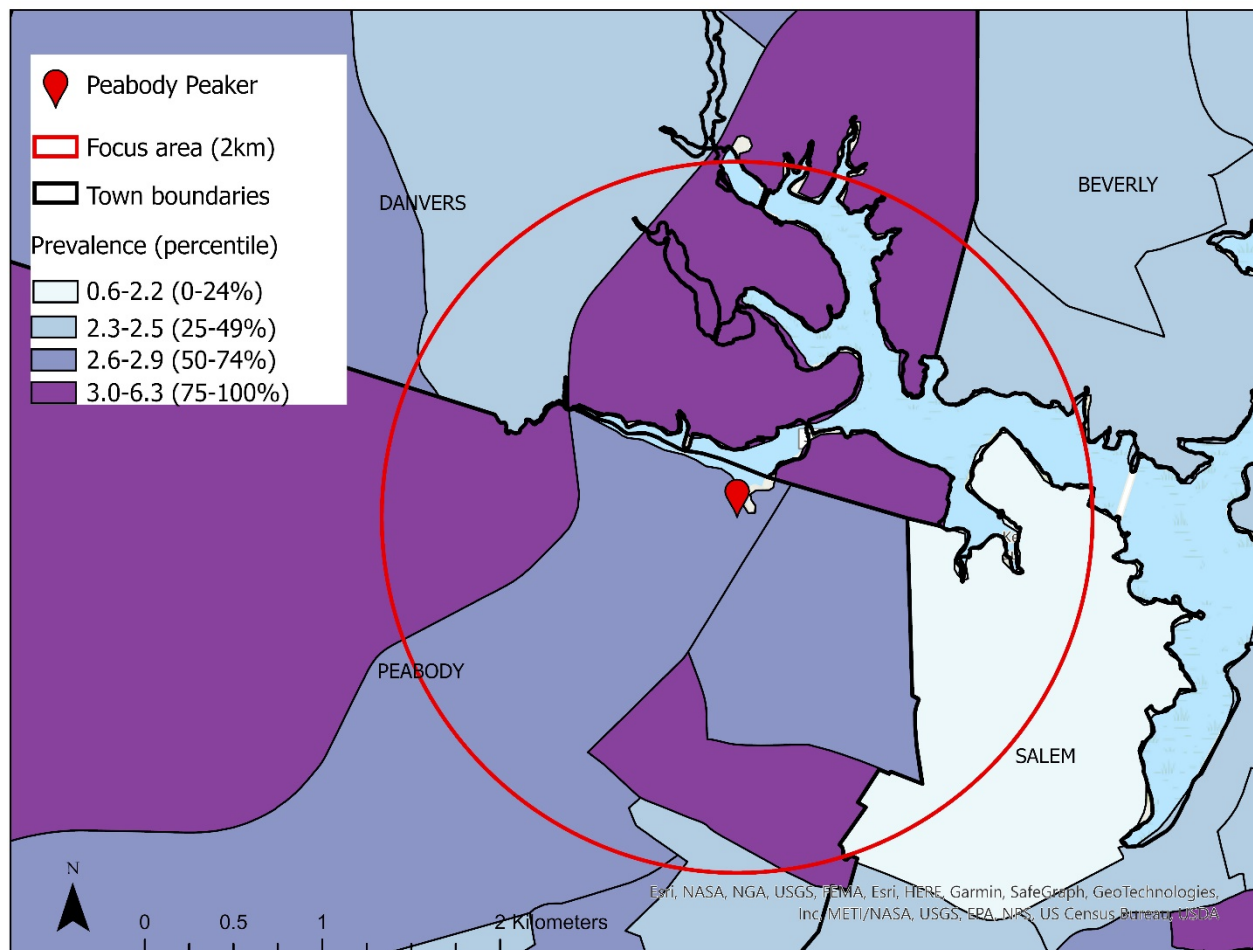 Peabody Peaker
Focus area (2km)
Town boundaries
Prevalence (percentile)
0.6-2.2 (0-24%)
2.3-2.5 (25-49%)
2.6-2.9 (50-74%)
3.0-6.3 (75-100%)
DANVERS
BEVERLY
PEABODY
SALEM
N
0 0.5 1 2 Kilometers
Esri, NASA, NGA, USGS, FEMA, Esri, HERE, Garmin, SafeGraph, GeoTechnologies,
Inc, METI/NASA, USGS, EPA, NPS, US Census Bureau, USDA